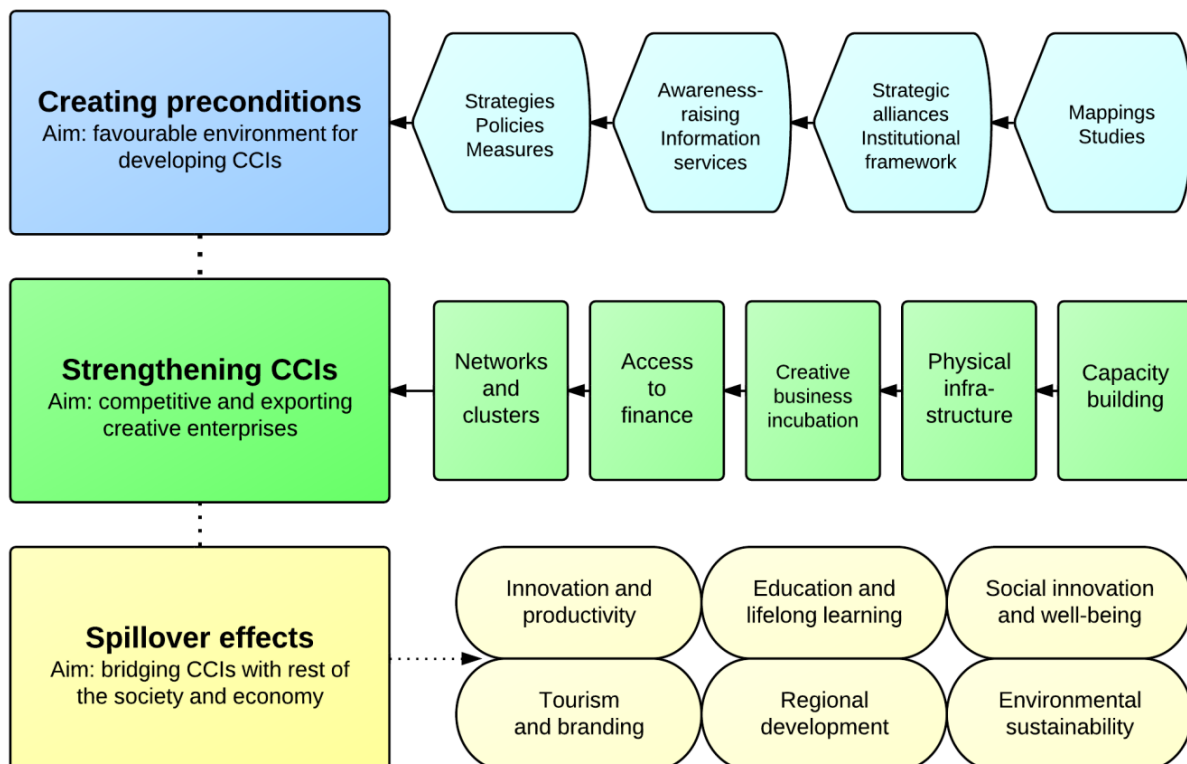 Creating preconditions
Aim: favourable environment for
developing CCIs
Strategies
Policies
Measures
Awareness-
raising
Information
services
Strategic
alliances
Institutional
framework
Mappings
Studies
Strengthening CCIs
Aim: competitive and exporting
creative enterprises
Networks
and
clusters
Access
to
finance
Creative
business
incubation
Physical
infra-
structure
Capacity
building
Spillover effects
Aim: bridging CCIs with rest of
the society and economy
Innovation and
productivity
Education and
lifelong learning
Social innovation
and well-being
Tourism
and branding
Regional
development
Environmental
sustainability